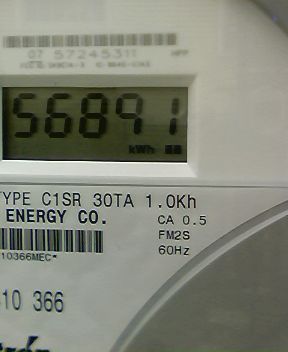 07 57245311
56891
kWh
TYPE C1SR 30TA 1.0Kh
ENERGY CO.
CA 0.5
FM2S
60Hz
10366MEC*
10 366